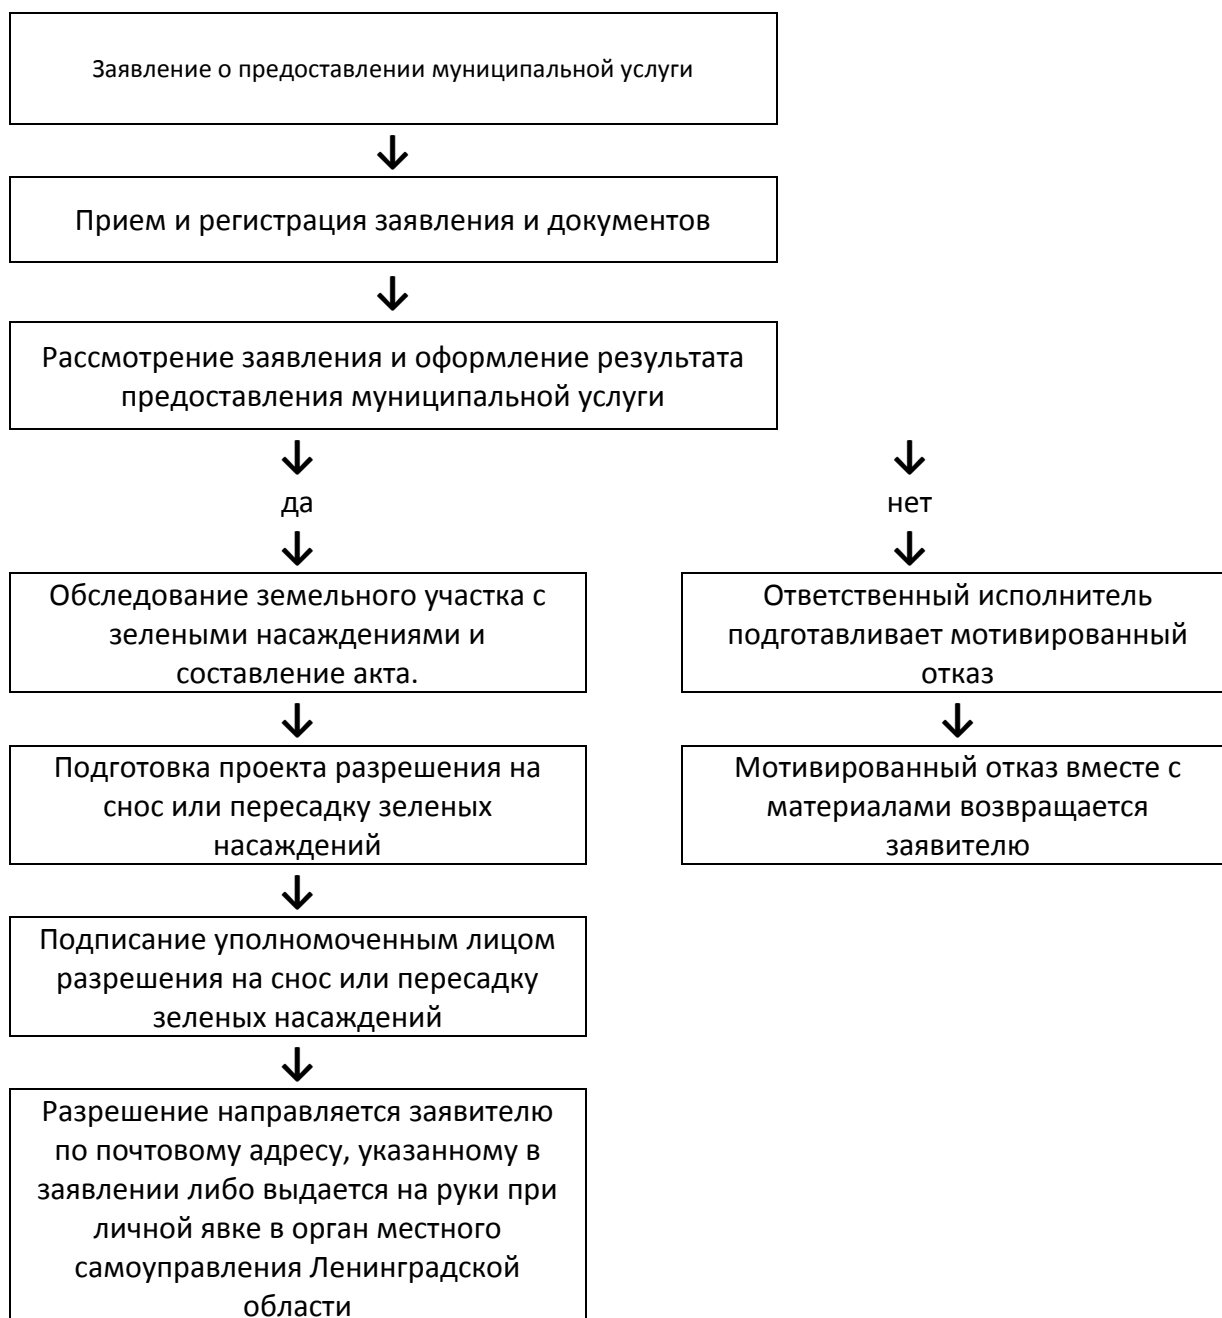 Заявление о предоставлении муниципальной услуги
Прием и регистрация заявления и документов
Рассмотрение заявления и оформление результата
предоставления муниципальной услуги
да
нет
Обследование земельного участка с
зелеными насаждениями и
составление акта.
Ответственный исполнитель
подготавливает мотивированный
отказ
Подготовка проекта разрешения на
снос или пересадку зеленых
насаждений
Мотивированный отказ вместе с
материалами возвращается
заявителю
Подписание уполномоченным лицом
разрешения на снос или пересадку
зеленых насаждений
Разрешение направляется заявителю
по почтовому адресу, указанному в
заявлении либо выдается на руки при
личной явке в орган местного
самоуправления Ленинградской
области